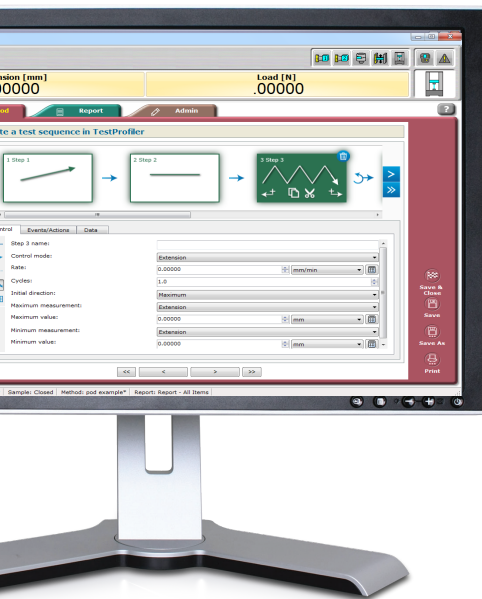 nsion [mm]
00000
Load [N]
.00000
od
Report
Admin
?
te a test sequence in TestProfiler
1 Step 1
2 Step 2
3 Step 3
>
>>
ntrol
Events/Actions
Data
Step 3 name:
Control mode:
Extension
Rate:
0.00000
mm/min
Cycles:
1.0
Initial direction:
Maximum
Maximum measurement:
Extension
Maximum value:
0.00000
mm
Minimum measurement:
Extension
Minimum value:
0.00000
mm
Save &
Close
Save
Save As
Print
<<
<
>
>>
Sample: Closed
Method: pod example*
Report: Report - All Items